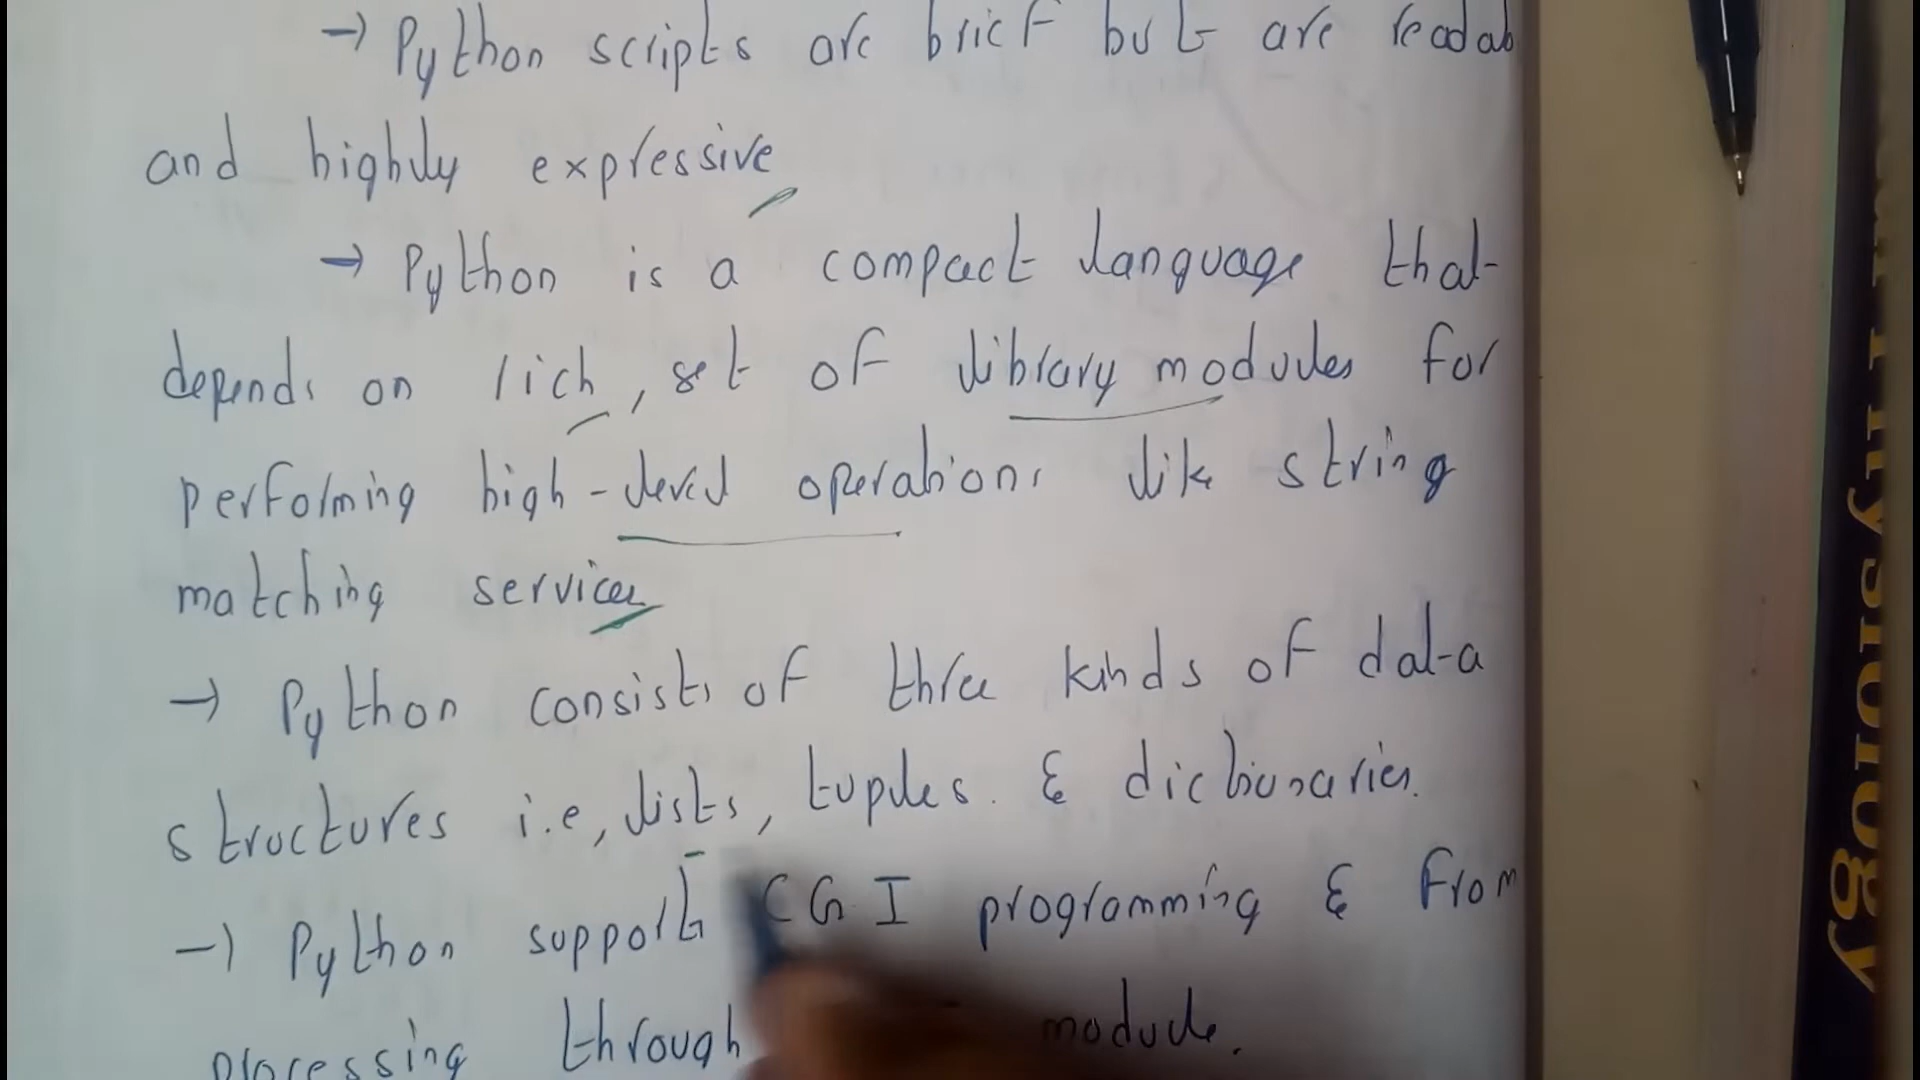 → Python scripts are brief but are readab
and highly expressive
→ Python is a compact language that
depends on rich, set of library modules for
performing high-level operations like string
matching services
→ Python consists of three kinds of data
structures i.e, lists, tuples. & dictionaries.
→ Python supports CGI programming & from
processing through module.